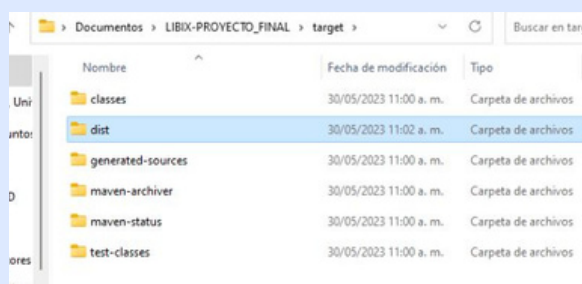 > Documentos > LIBIX-PROYECTO_FINAL > target >
Buscar en tar
Nombre Fecha de modificación Tipo
classes 30/05/2023 11:00 a. m. Carpeta de archivos
dist 30/05/2023 11:02 a. m. Carpeta de archivos
generated-sources 30/05/2023 11:00 a. m. Carpeta de archivos
maven-archiver 30/05/2023 11:00 a. m. Carpeta de archivos
maven-status 30/05/2023 11:00 a. m. Carpeta de archivos
test-classes 30/05/2023 11:00 a. m. Carpeta de archivos